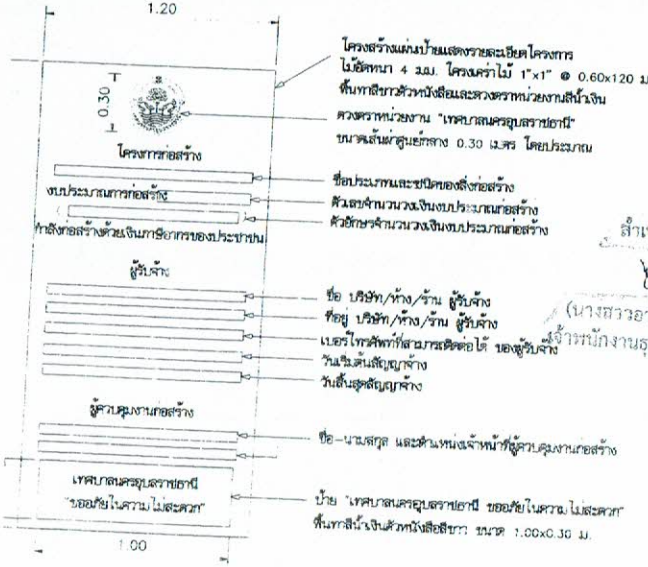 1.20
0.30
โครงการก่อสร้าง
งบประมาณการก่อสร้าง
กำลังก่อสร้างด้วยเงินภาษีอากรของประชาชน
ผู้รับจ้าง
ผู้ควบคุมงานก่อสร้าง
เทศบาลนครอุบลราชธานี
"ขออภัยในความไม่สะดวก"
1.00
โครงสร้างแผ่นป้ายแสดงรายละเอียดโครงการ
ไม้อัดหนา 4 มม. โครงเคร่าไม้ 1"x1" @ 0.60x120 ม
พื้นทาสีขาวตัวหนังสือและดวงตราหน่วยงานสีน้ำเงิน
ดวงตราหน่วยงาน "เทศบาลนครอุบลราชธานี"
ขนาดเส้นผ่าศูนย์กลาง 0.30 เมตร โดยประมาณ
ชื่อประเภทและชนิดของสิ่งก่อสร้าง
ตัวเลขจำนวนวงเงินงบประมาณก่อสร้าง
ตัวอักษรจำนวนวงเงินงบประมาณก่อสร้าง
ชื่อ บริษัท/ห้าง/ร้าน ผู้รับจ้าง
ที่อยู่ บริษัท/ห้าง/ร้าน ผู้รับจ้าง
เบอร์โทรศัพท์ที่สามารถติดต่อได้ ของผู้รับจ้าง
วันเริ่มต้นสัญญาจ้าง
วันสิ้นสุดสัญญาจ้าง
ชื่อ-นามสกุล และตำแหน่งเจ้าหน้าที่ผู้ควบคุมงานก่อสร้าง
ป้าย "เทศบาลนครอุบลราชธานี ขออภัยในความไม่สะดวก"
พื้นทาสีน้ำเงินตัวหนังสือสีขาว ขนาด 1.00x0.30 ม.
สำเ
(นางสาวอา
เจ้าพนักงานธุ